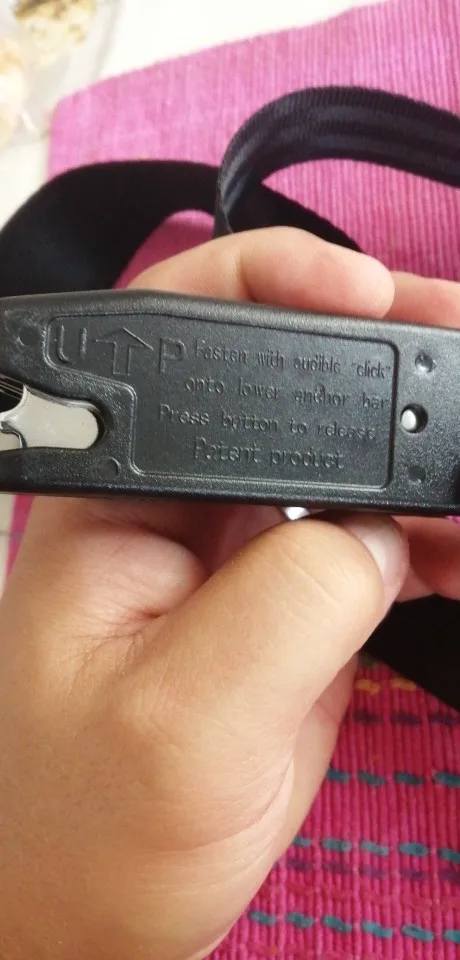 UP
Fasten with audible "click"
onto lower anchor bar
Press button to release
Patent product